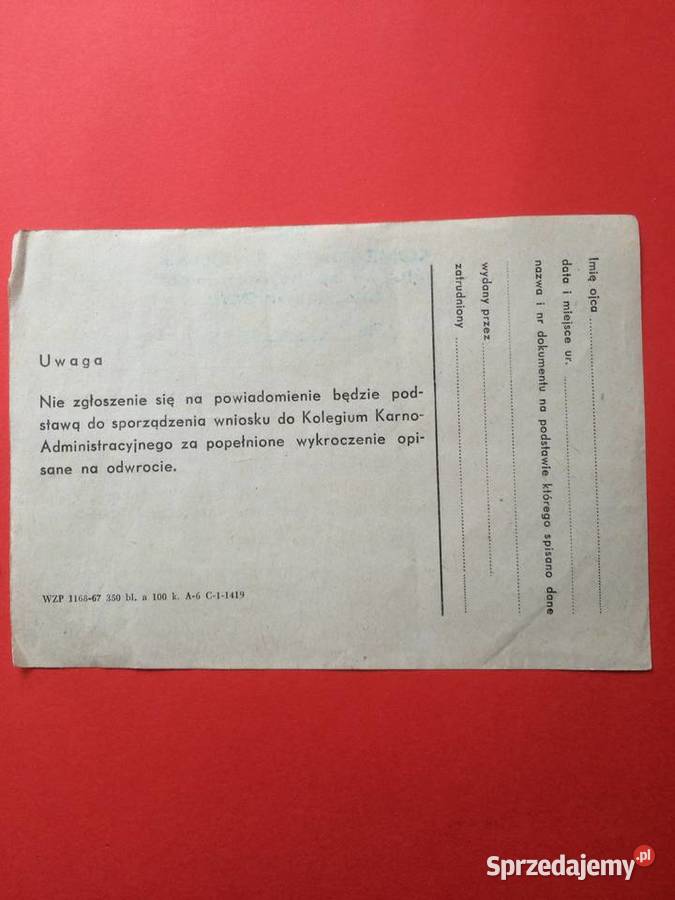 Uwaga
Nie zgłoszenie się na powiadomienie będzie pod-
stawą do sporządzenia wniosku do Kolegium Karno-
Administracyjnego za popełnione wykroczenie opi-
sane na odwrocie.
WZP 1168-67 350 bl. a 100 k. A-6 C-1-1419
Imię ojca
data i miejsce ur.
nazwa i nr dokumentu na podstawie którego spisano dane
wydany przez
zatrudniony
Sprzedajemy.pl